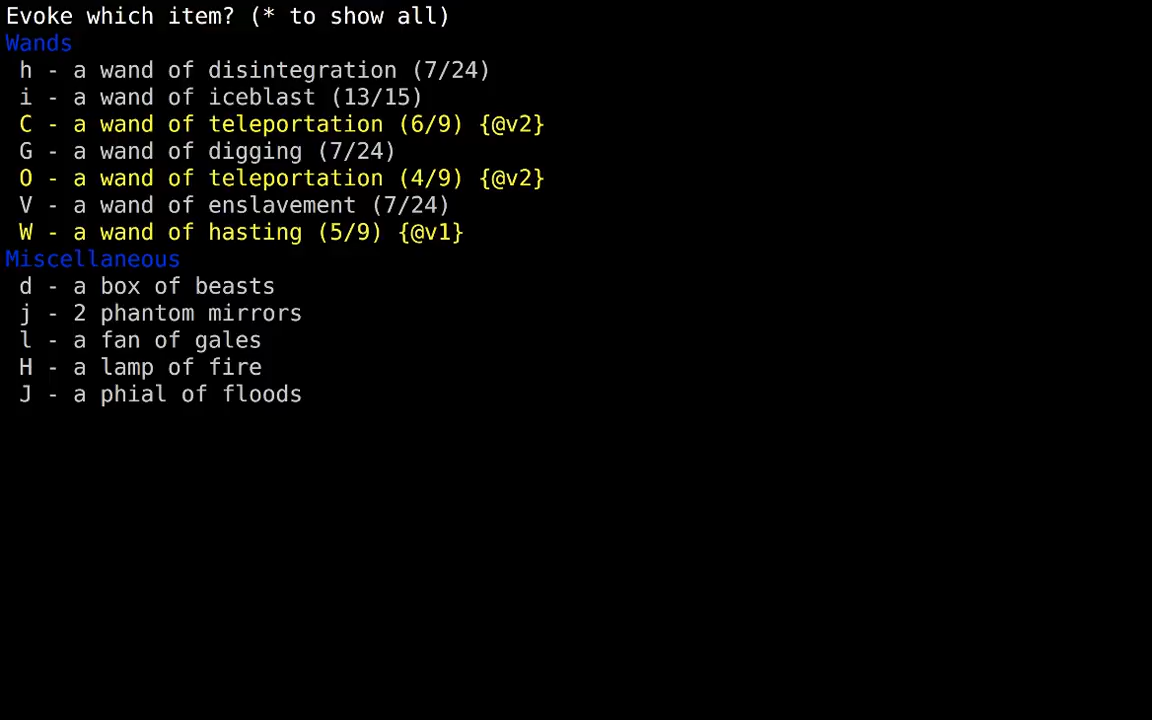 Evoke which item? (* to show all)
Wands
h - a wand of disintegration (7/24)
i - a wand of iceblast (13/15)
C - a wand of teleportation (6/9) {@v2}
G - a wand of digging (7/24)
O - a wand of teleportation (4/9) {@v2}
V - a wand of enslavement (7/24)
W - a wand of hasting (5/9) {@v1}
Miscellaneous
d - a box of beasts
j - 2 phantom mirrors
l - a fan of gales
H - a lamp of fire
J - a phial of floods